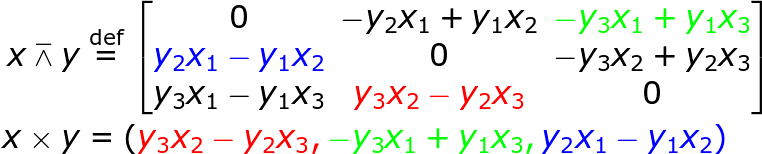 x ⊼ y def= [ 0 −y₂x₁ + y₁x₂ −y₃x₁ + y₁x₃
y₂x₁ − y₁x₂ 0 −y₃x₂ + y₂x₃
y₃x₁ − y₁x₃ y₃x₂ − y₂x₃ 0 ]
x × y = (y₃x₂ − y₂x₃, −y₃x₁ + y₁x₃, y₂x₁ − y₁x₂)